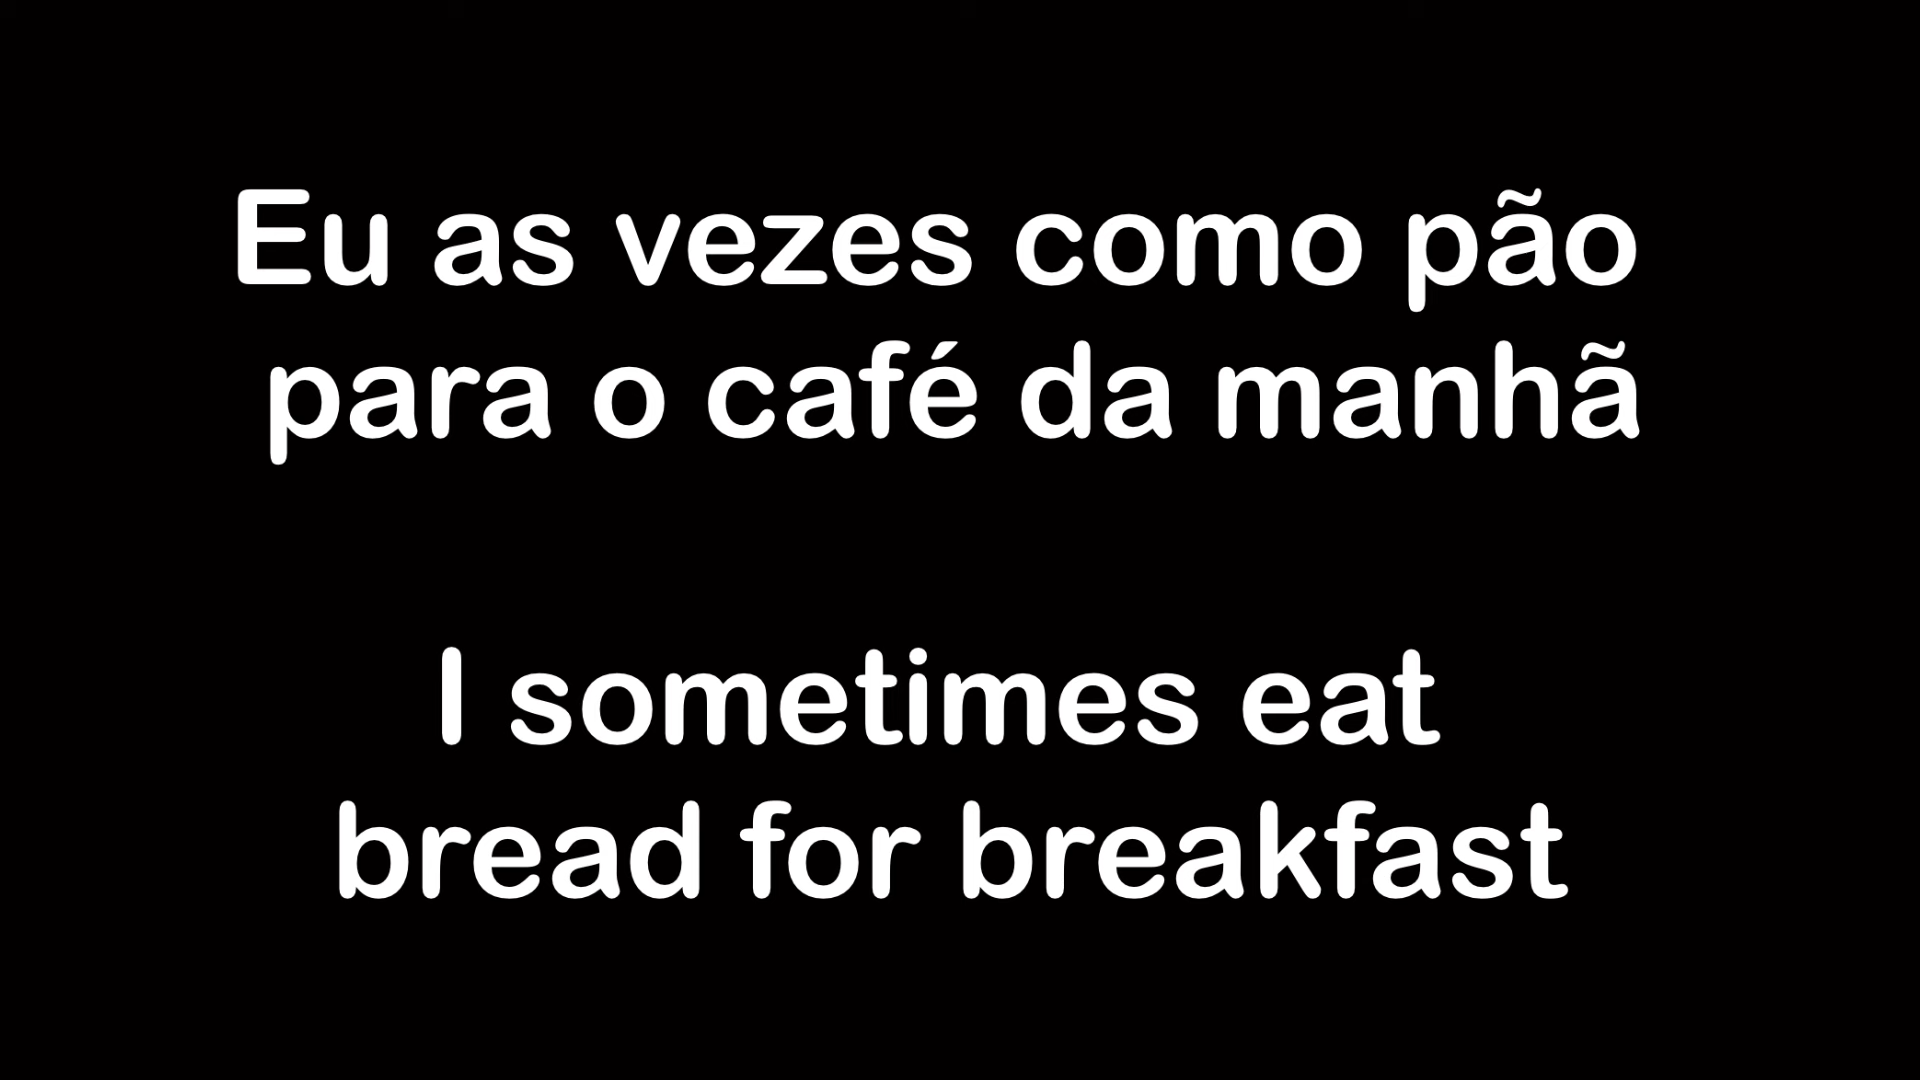 Eu as vezes como pão
para o café da manhã
I sometimes eat
bread for breakfast